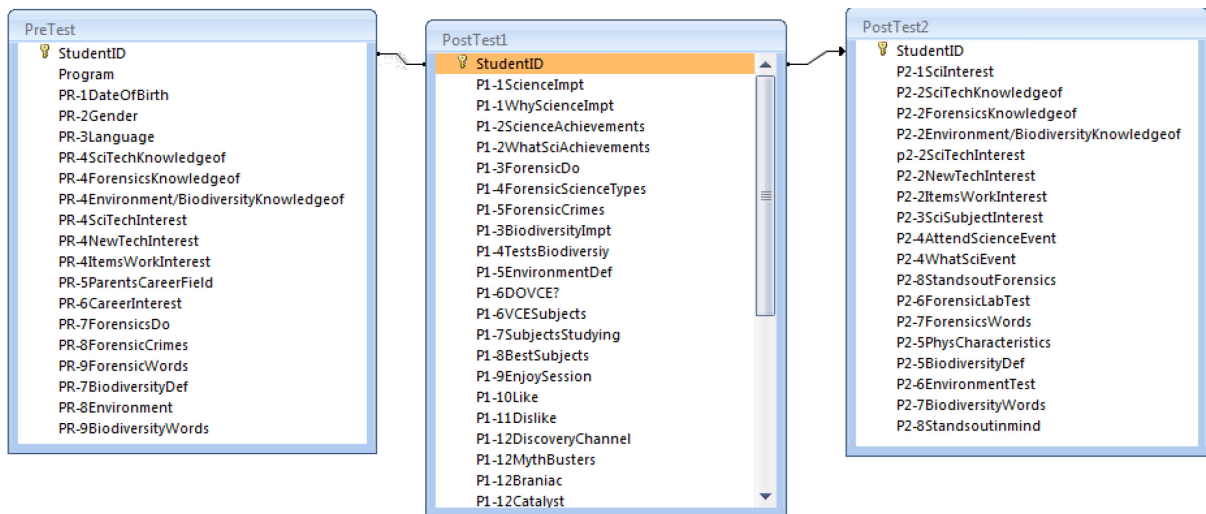 PreTest
StudentID
Program
PR-1DateOfBirth
PR-2Gender
PR-3Language
PR-4SciTechKnowledgeof
PR-4ForensicsKnowledgeof
PR-4Environment/BiodiversityKnowledgeof
PR-4SciTechInterest
PR-4NewTechInterest
PR-4ItemsWorkInterest
PR-5ParentsCareerField
PR-6CareerInterest
PR-7ForensicsDo
PR-8ForensicCrimes
PR-9ForensicWords
PR-7BiodiversityDef
PR-8Environment
PR-9BiodiversityWords
PostTest1
StudentID
P1-1ScienceImpt
P1-1WhyScienceImpt
P1-2ScienceAchievements
P1-2WhatSciAchievements
P1-3ForensicDo
P1-4ForensicScienceTypes
P1-5ForensicCrimes
P1-3BiodiversityImpt
P1-4TestsBiodiversiy
P1-5EnvironmentDef
P1-6DOVCE?
P1-6VCESubjects
P1-7SubjectsStudying
P1-8BestSubjects
P1-9EnjoySession
P1-10Like
P1-11Dislike
P1-12DiscoveryChannel
P1-12MythBusters
P1-12Braniac
P1-12Catalyst
PostTest2
StudentID
P2-1SciInterest
P2-2SciTechKnowledgeof
P2-2ForensicsKnowledgeof
P2-2Environment/BiodiversityKnowledgeof
p2-2SciTechInterest
P2-2NewTechInterest
P2-2ItemsWorkInterest
P2-3SciSubjectInterest
P2-4AttendScienceEvent
P2-4WhatSciEvent
P2-8StandsoutForensics
P2-6ForensicLabTest
P2-7ForensicsWords
P2-5PhysCharacteristics
P2-5BiodiversityDef
P2-6EnvironmentTest
P2-7BiodiversityWords
P2-8Standsoutinmind